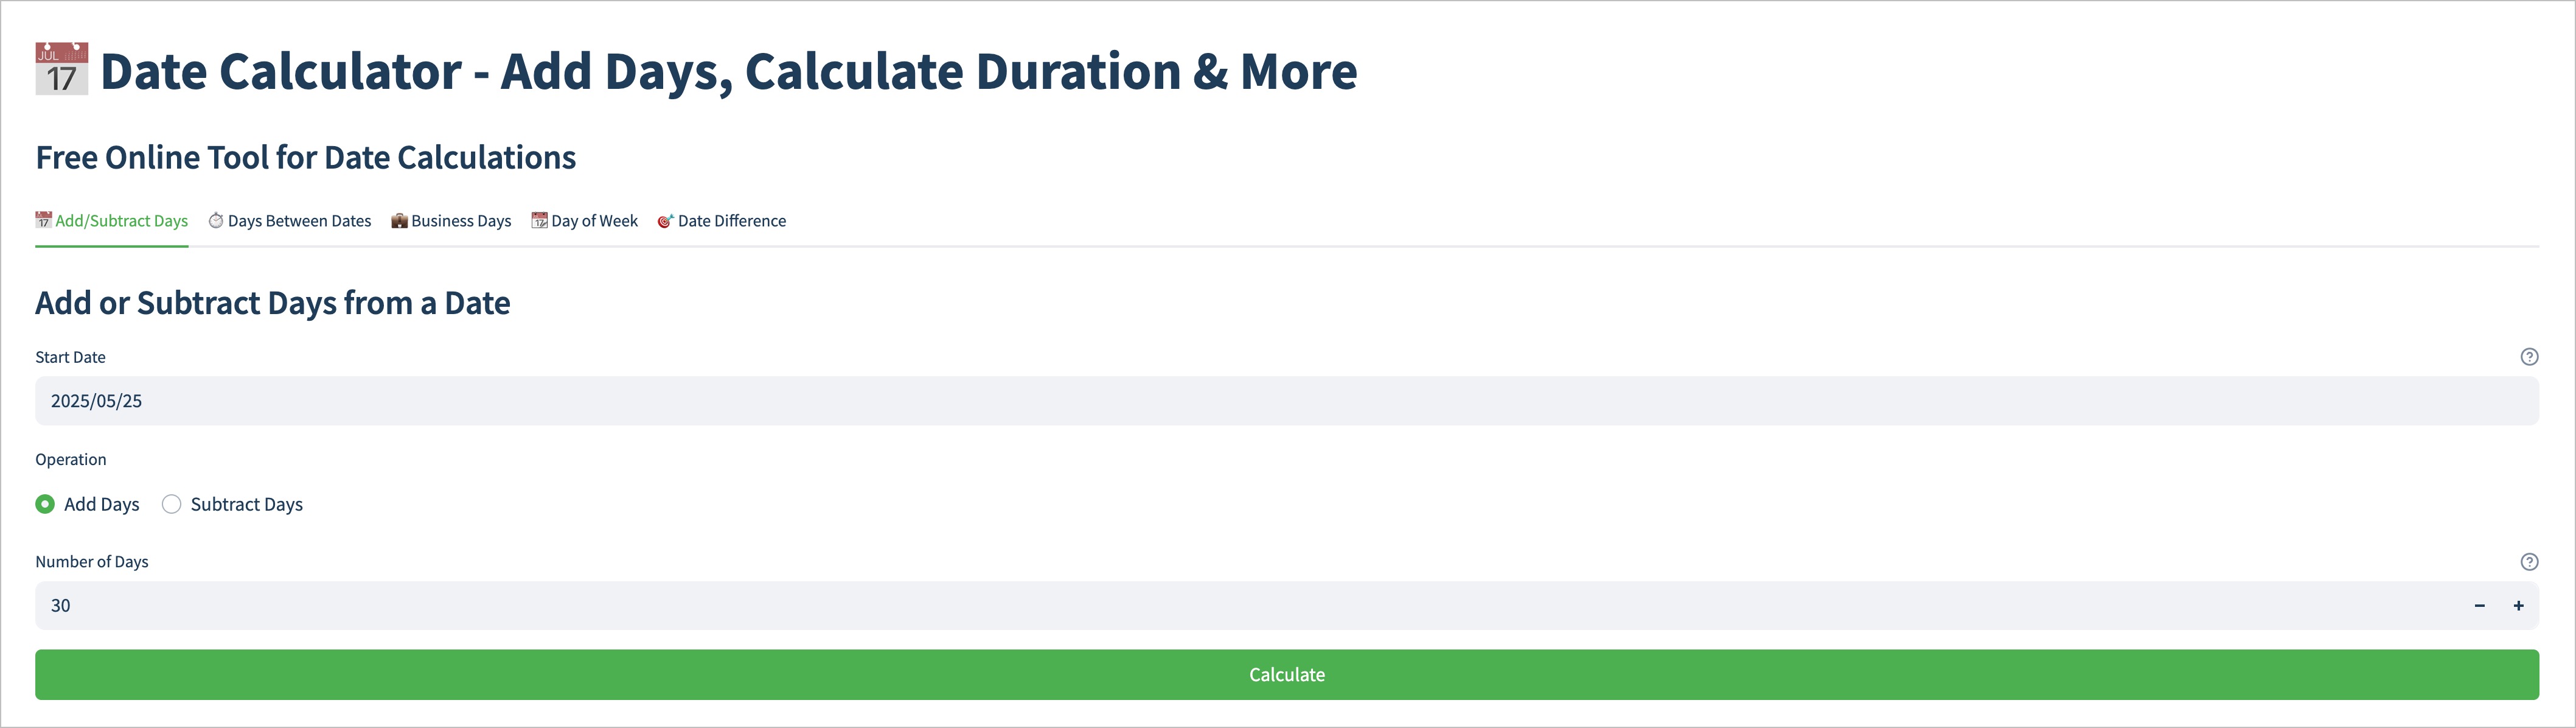 JUL
17
Date Calculator - Add Days, Calculate Duration & More
Free Online Tool for Date Calculations
17 Add/Subtract Days Days Between Dates Business Days 12 Day of Week Date Difference
Add or Subtract Days from a Date
Start Date ?
2025/05/25
Operation
Add Days Subtract Days
Number of Days ?
30 − +
Calculate